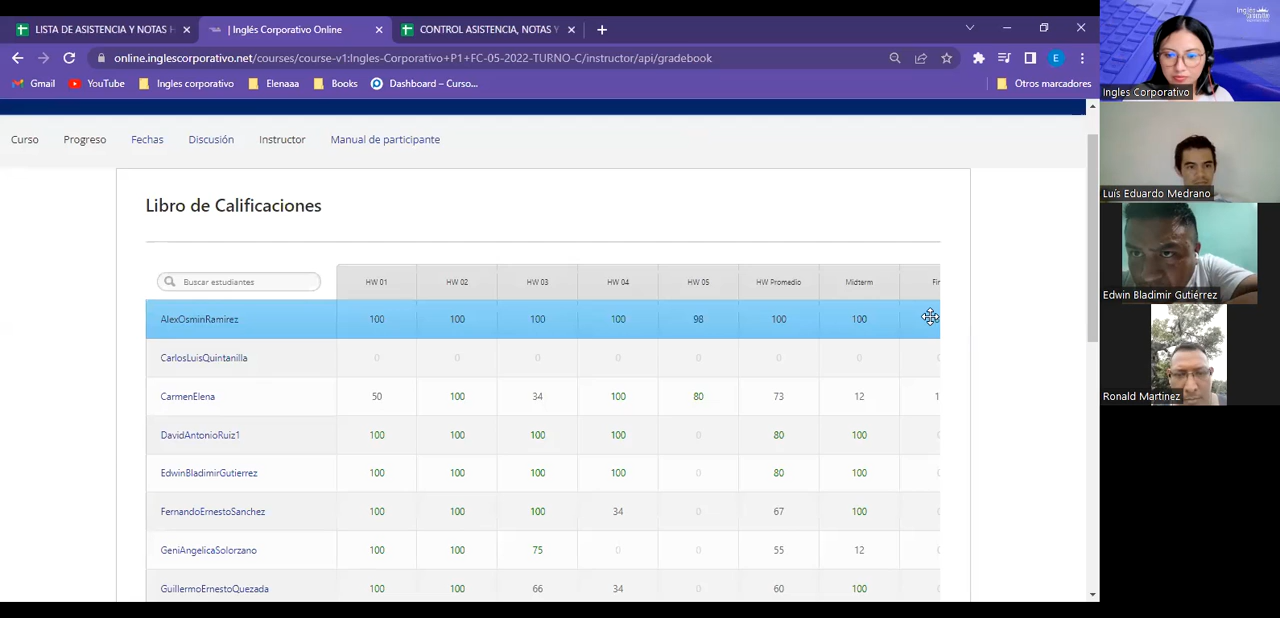 LISTA DE ASISTENCIA Y NOTAS
| Inglés Corporativo Online
CONTROL ASISTENCIA, NOTAS Y
online.inglescorporativo.net/courses/course-v1:Ingles-Corporativo+P1+FC-05-2022-TURNO-C/instructor/api/gradebook
E
Gmail YouTube Ingles corporativo Elenaaa Books Dashboard – Curso... Otros marcadores
Curso Progreso Fechas Discusión Instructor Manual de participante
Libro de Calificaciones
Buscar estudiantes HW 01 HW 02 HW 03 HW 04 HW 05 HW Promedio Midterm Fin
AlexOsminRamirez 100 100 100 100 98 100 100
CarlosLuisQuintanilla 0 0 0 0 0 0 0
CarmenElena 50 100 34 100 80 73 12 1
DavidAntonioRuiz1 100 100 100 100 0 80 100
EdwinBladimirGutierrez 100 100 100 100 0 80 100
FernandoErnestoSanchez 100 100 100 34 0 67 100
GeniAngelicaSolorzano 100 100 75 0 0 55 12
GuillermoErnestoQuezada 100 100 66 34 0 60 100
Ingles Corporativo
Luís Eduardo Medrano
Edwin Bladimir Gutiérrez
Ronald Martinez